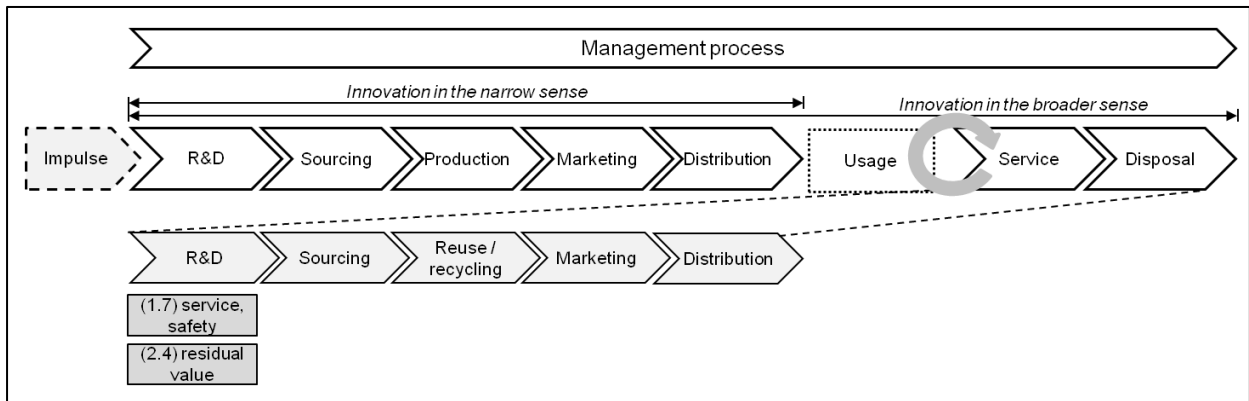 Management process
Innovation in the narrow sense
Innovation in the broader sense
Impulse
R&D
Sourcing
Production
Marketing
Distribution
Usage
Service
Disposal
R&D
Sourcing
Reuse /
recycling
Marketing
Distribution
(1.7) service,
safety
(2.4) residual
value